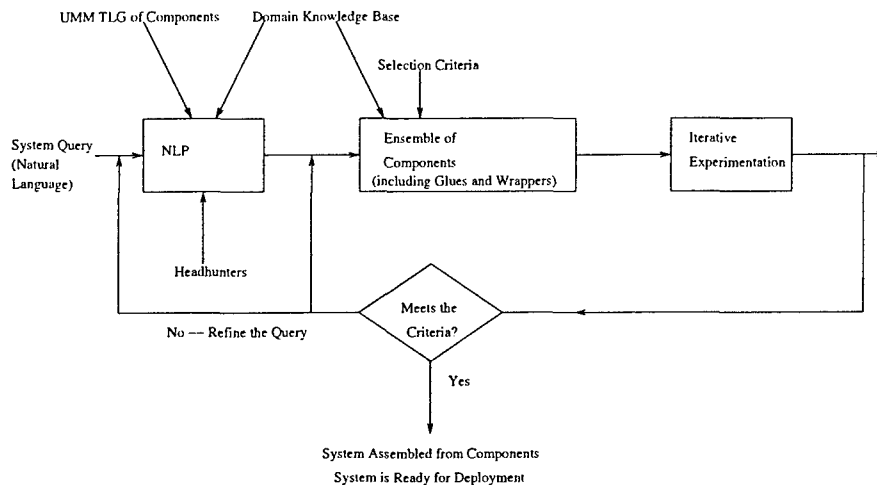 UMM TLG of Components
Domain Knowledge Base
Selection Criteria
System Query
(Natural
Language)
NLP
Ensemble of
Components
(including Glues and Wrappers)
Iterative
Experimentation
Headhunters
Meets the
Criteria?
No -- Refine the Query
Yes
System Assembled from Components
System is Ready for Deployment